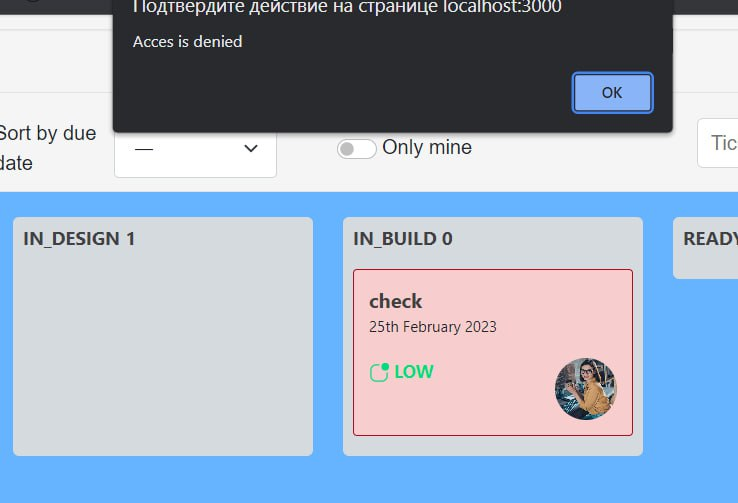 Подтвердите действие на странице localhost:3000
Acces is denied
OK
Sort by due
date
—
Only mine
Tic
IN_DESIGN 1
IN_BUILD 0
READY
check
25th February 2023
LOW